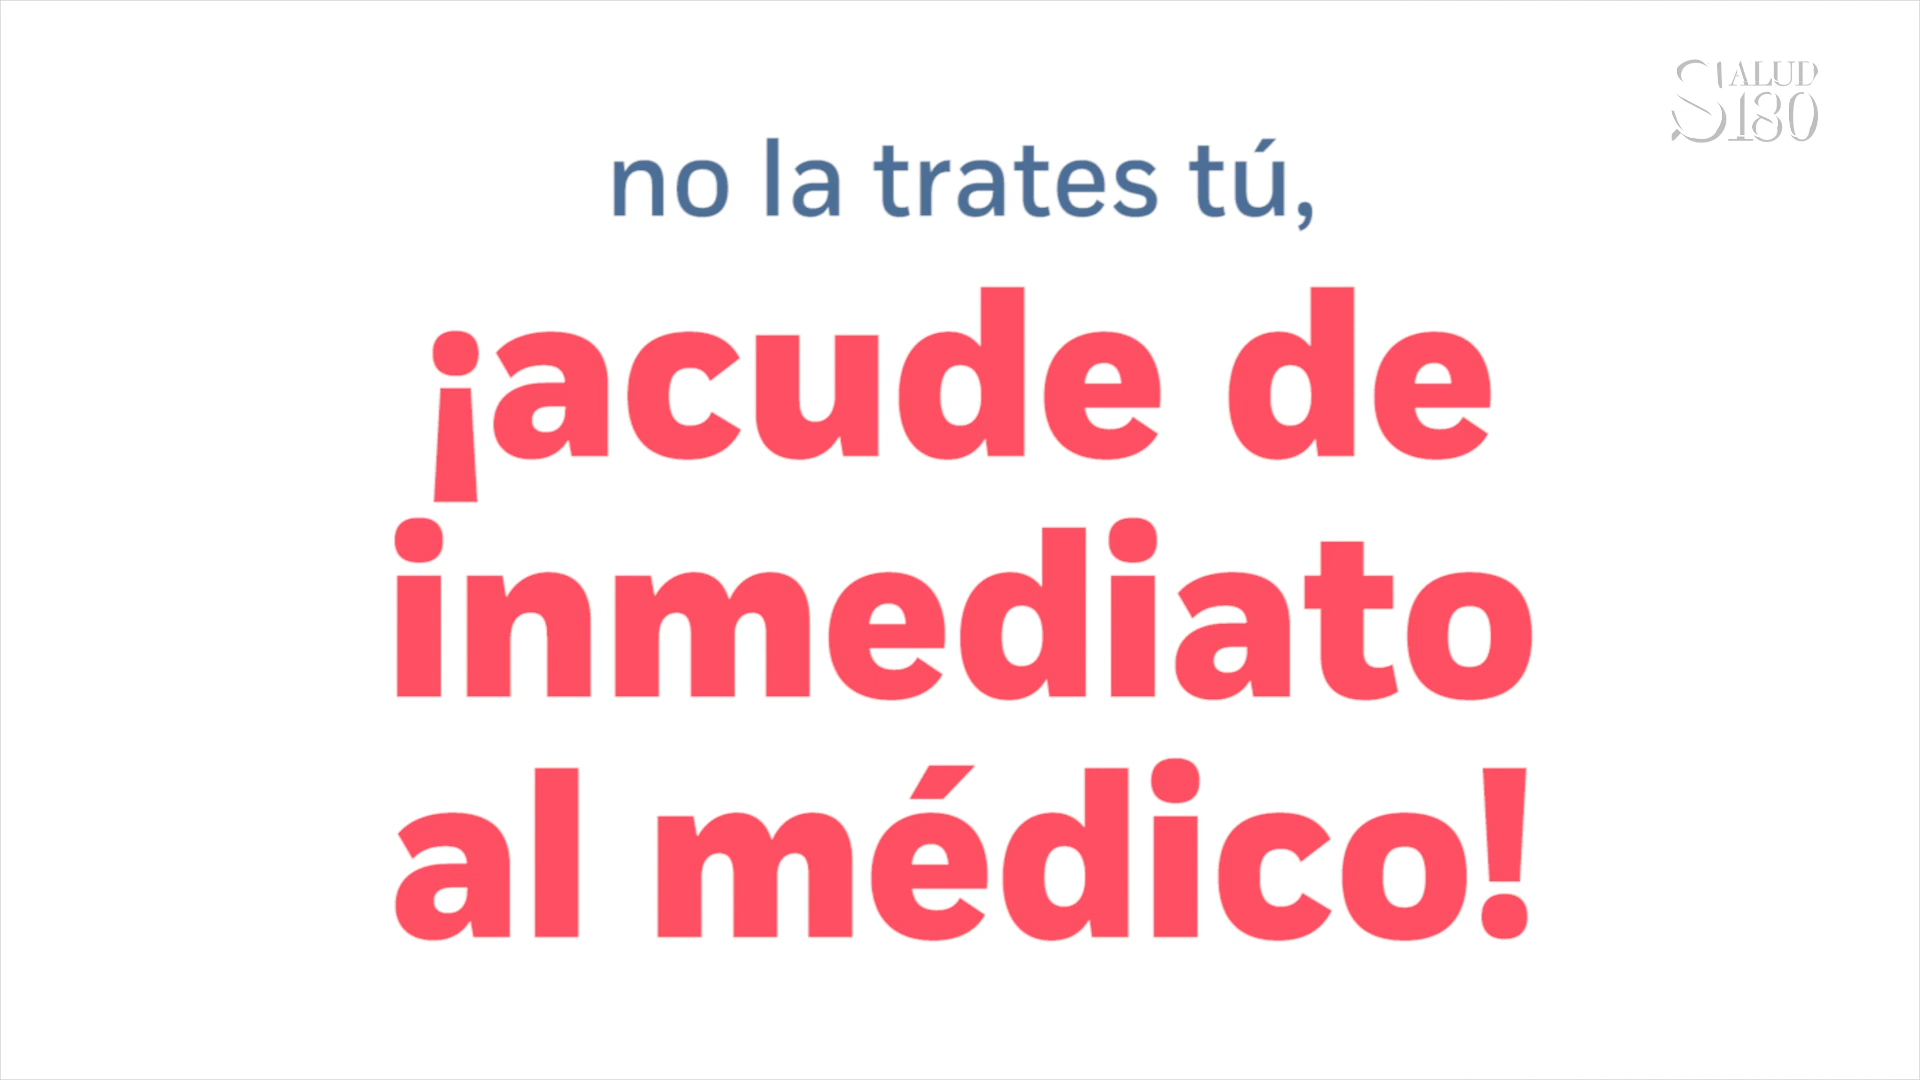 SALUD
180
no la trates tú,
¡acude de
inmediato
al médico!